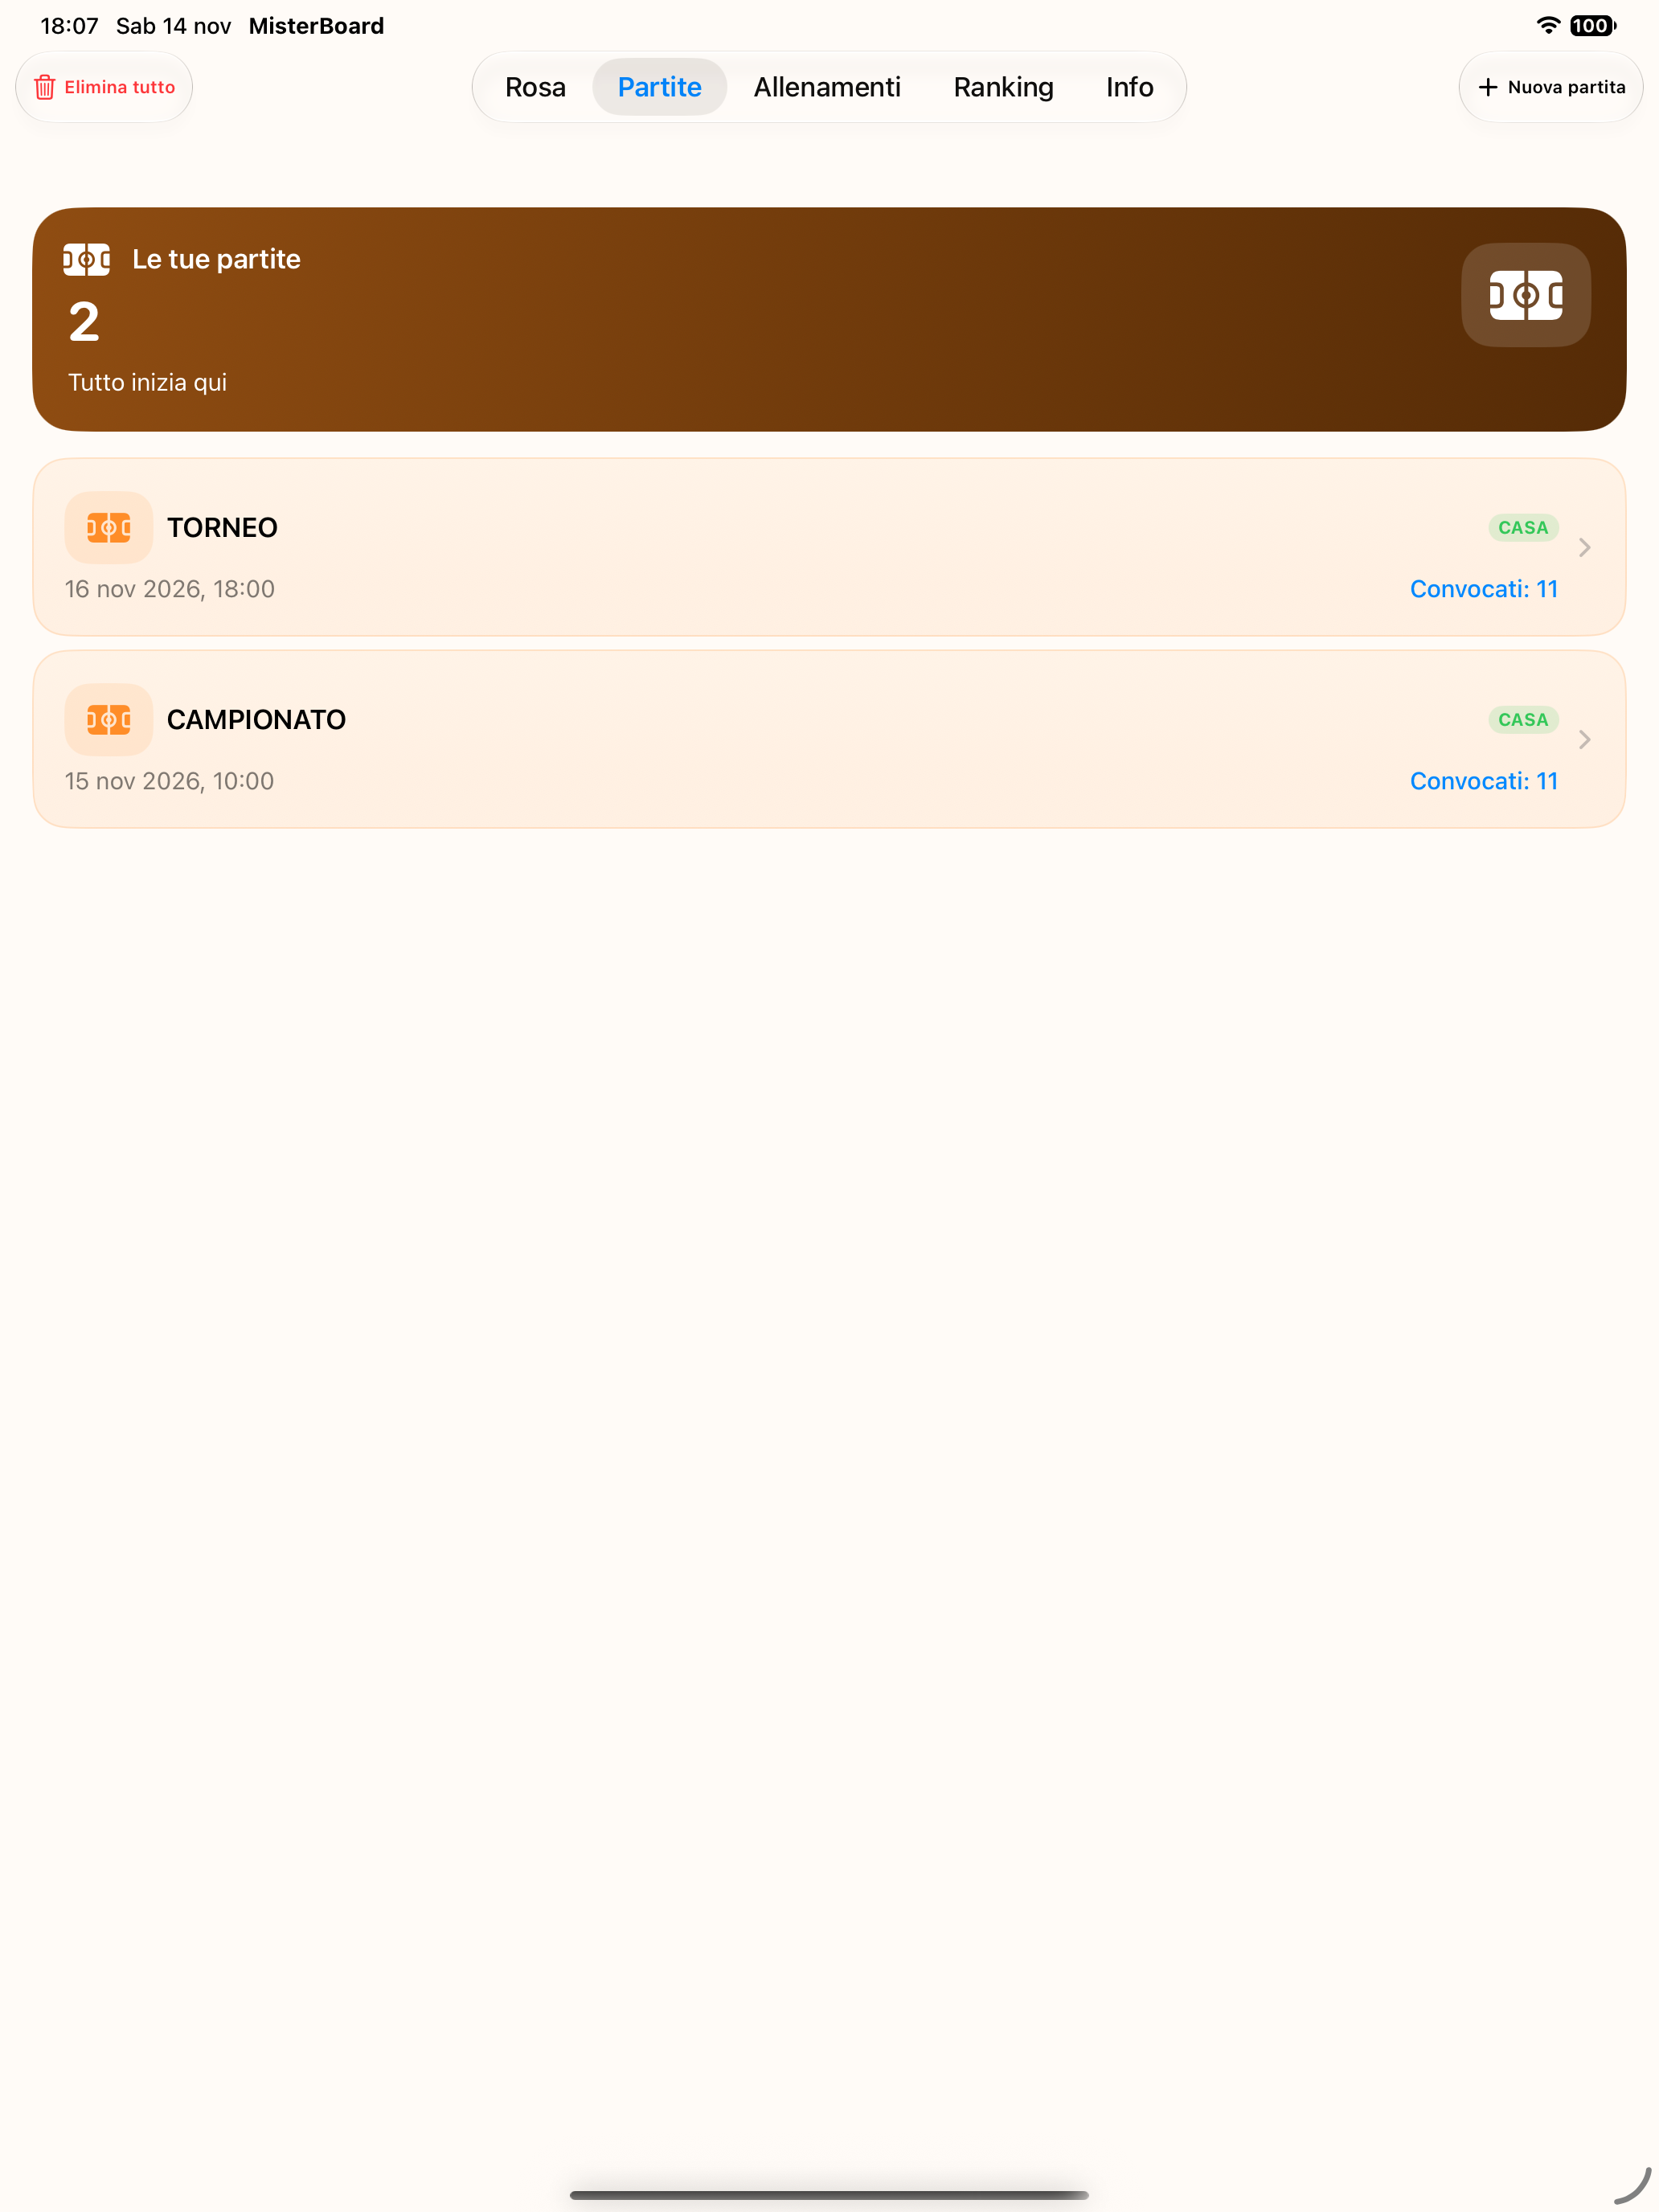 18:07 Sab 14 nov MisterBoard 100
Elimina tutto
Rosa Partite Allenamenti Ranking Info
Nuova partita
Le tue partite
2
Tutto inizia qui
TORNEO
CASA
16 nov 2026, 18:00
Convocati: 11
CAMPIONATO
CASA
15 nov 2026, 10:00
Convocati: 11